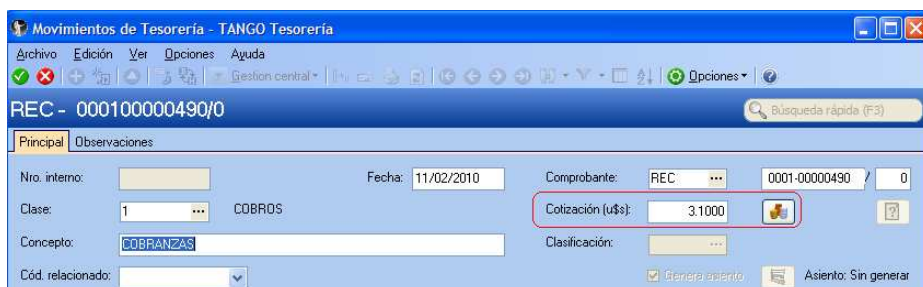 Movimientos de Tesorería - TANGO Tesorería
Archivo Edición Ver Opciones Ayuda
Gestion central Opciones
REC - 000100000490/0 Búsqueda rápida (F3)
Principal Observaciones
Nro. interno: Fecha: 11/02/2010 Comprobante: REC ... 0001-00000490 / 0
Clase: 1 ... COBROS Cotización (u$s): 3.1000
Concepto: COBRANZAS Clasificación: ...
Cód. relacionado: Genera asiento Asiento: Sin generar